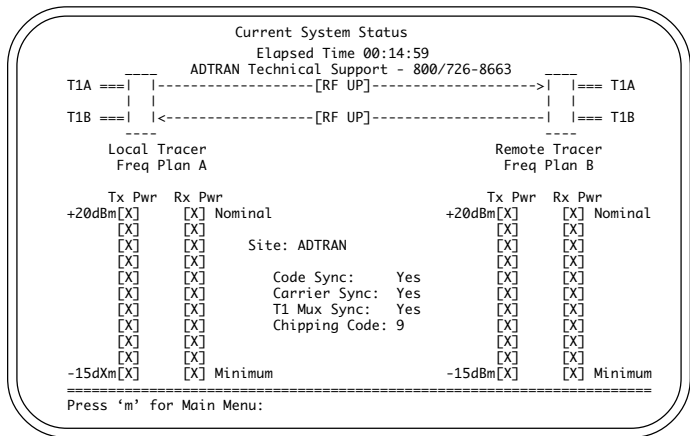 Current System Status
Elapsed Time 00:14:59
ADTRAN Technical Support - 800/726-8663
T1A ===| |-------------------[RF UP]-------------------->| |=== T1A
| | | |
T1B ===| |<------------------[RF UP]---------------------| |=== T1B
Local Tracer Remote Tracer
Freq Plan A Freq Plan B
Tx Pwr Rx Pwr Tx Pwr Rx Pwr
+20dBm[X] [X] Nominal +20dBm[X] [X] Nominal
[X] [X] [X] [X]
[X] [X] Site: ADTRAN [X] [X]
[X] [X] [X] [X]
[X] [X] Code Sync: Yes [X] [X]
[X] [X] Carrier Sync: Yes [X] [X]
[X] [X] T1 Mux Sync: Yes [X] [X]
[X] [X] Chipping Code: 9 [X] [X]
[X] [X] [X] [X]
[X] [X] [X] [X]
-15dXm[X] [X] Minimum -15dBm[X] [X] Minimum
========================================================================
Press ‘m’ for Main Menu: